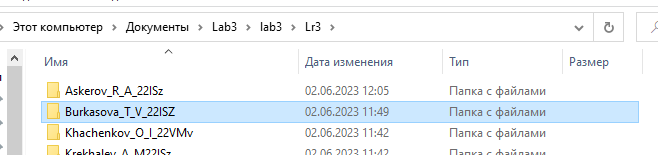 Этот компьютер > Документы > Lab3 > lab3 > Lr3
Имя Дата изменения Тип Размер
Askerov_R_A_22ISz 02.06.2023 12:05 Папка с файлами
Burkasova_T_V_22ISZ 02.06.2023 11:49 Папка с файлами
Khachenkov_O_I_22VMv 02.06.2023 11:42 Папка с файлами
Krekhalev_A_M22ISz 02.06.2023 11:42 Папка с файлами